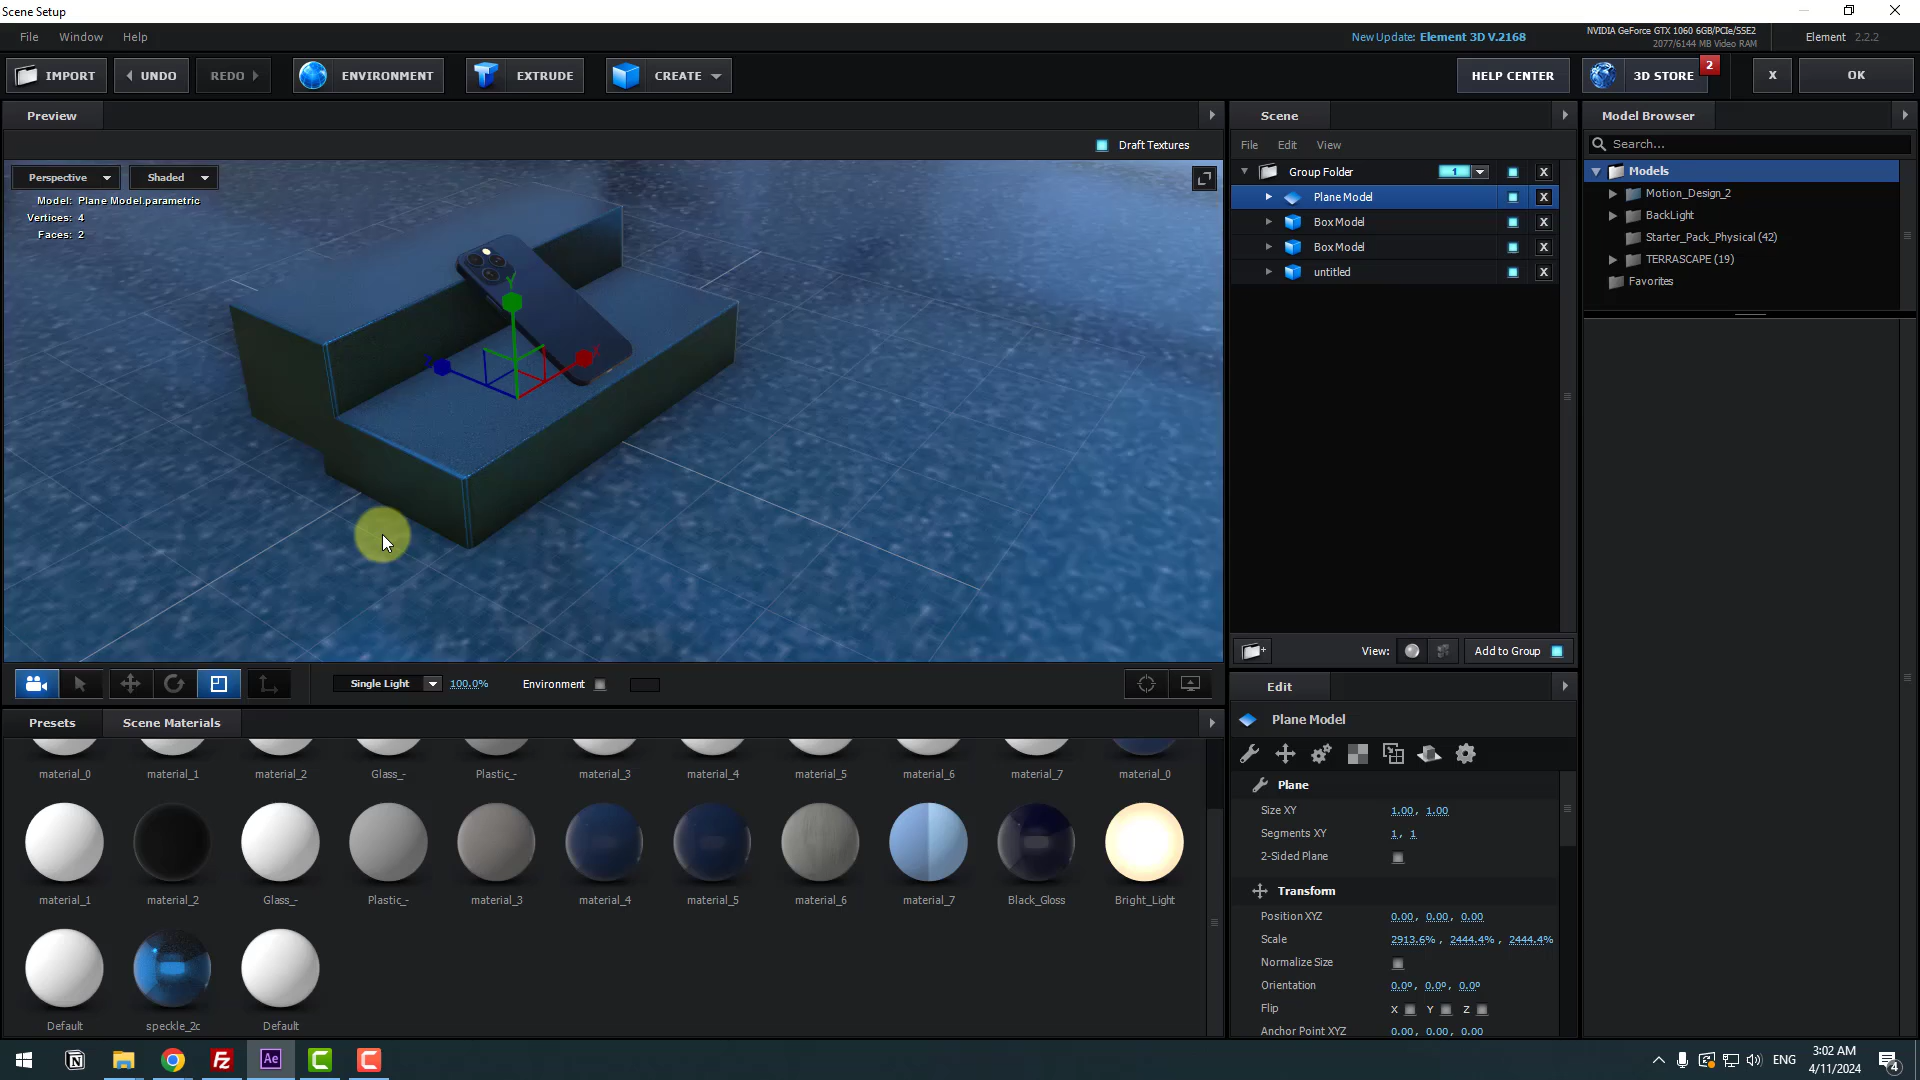 Scene Setup
File Window Help
New Update: Element 3D V.2168
NVIDIA GeForce GTX 1060 6GB/PCIe/SSE2
2077/6144 MB Video RAM
Element 2.2.2
IMPORT UNDO REDO ENVIRONMENT EXTRUDE CREATE HELP CENTER 3D STORE 2 X OK
Preview
Draft Textures
Perspective Shaded
Model: Plane Model.parametric
Vertices: 4
Faces: 2
Y
X
Z
Single Light 100.0% Environment
Presets Scene Materials
material_0 material_1 material_2 Glass_- Plastic_- material_3 material_4 material_5 material_6 material_7 material_0
material_1 material_2 Glass_- Plastic_- material_3 material_4 material_5 material_6 material_7 Black_Gloss Bright_Light
Default speckle_2c Default
Scene
File Edit View
Group Folder 1 X
Plane Model X
Box Model X
Box Model X
untitled X
View: Add to Group
Edit
Plane Model
Plane
Size XY 1.00, 1.00
Segments XY 1, 1
2-Sided Plane
Transform
Position XYZ 0.00, 0.00, 0.00
Scale 2913.6%, 2444.4%, 2444.4%
Normalize Size
Orientation 0.0º, 0.0º, 0.0º
Flip X Y Z
Anchor Point XYZ 0.00, 0.00, 0.00
Model Browser
Search...
Models
Motion_Design_2
BackLight
Starter_Pack_Physical (42)
TERRASCAPE (19)
Favorites
N Fz Ae C C
ENG
3:02 AM
4/11/2024
4